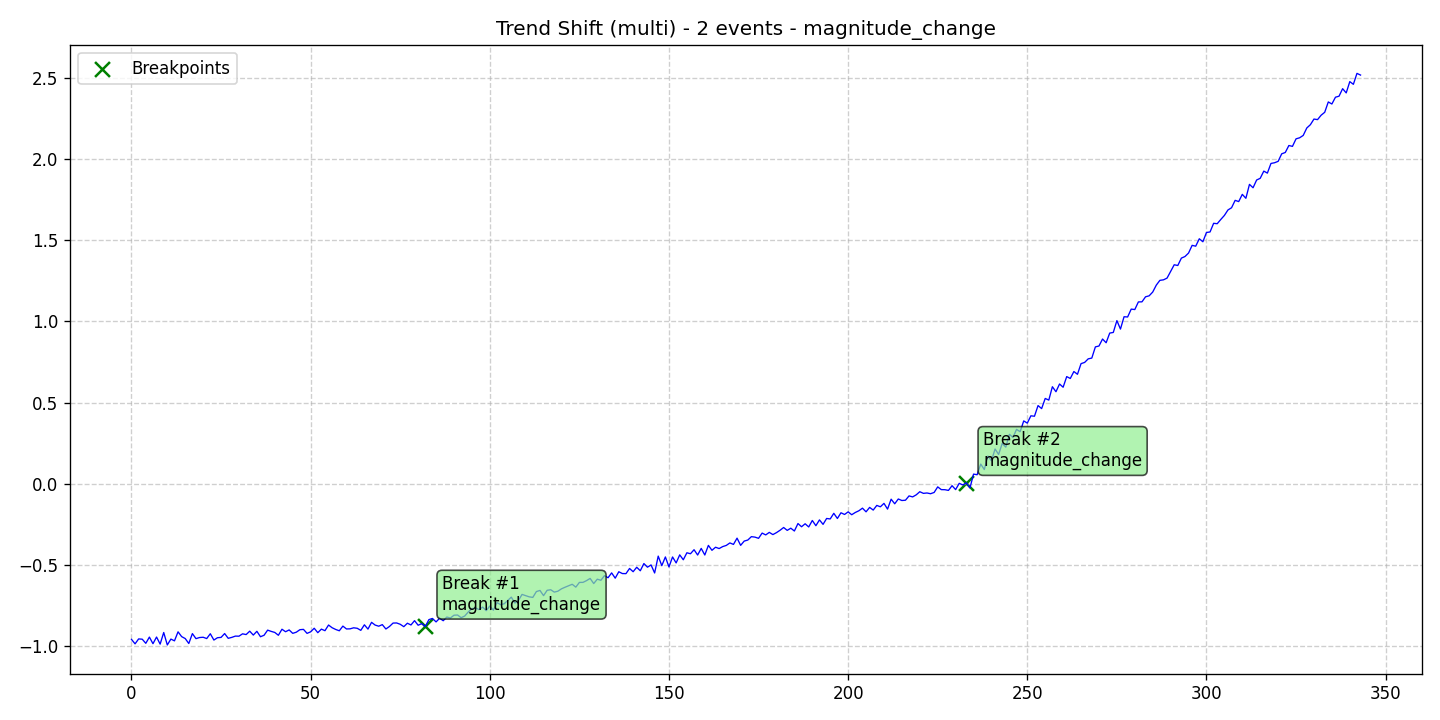 Trend Shift (multi) - 2 events - magnitude_change
Breakpoints
2.5
2.0
1.5
1.0
0.5
0.0
−0.5
−1.0
Break #2
magnitude_change
Break #1
magnitude_change
0
50
100
150
200
250
300
350